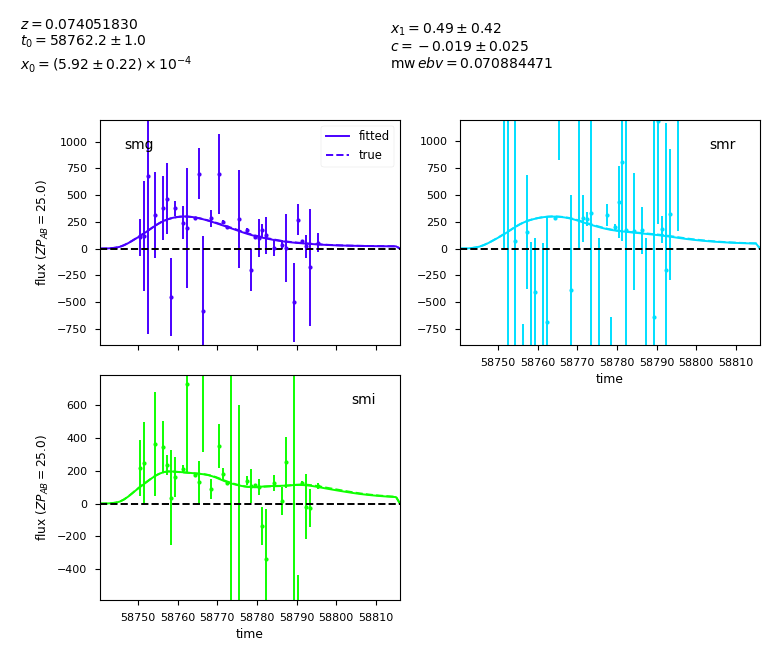 z = 0.074051830
t₀ = 58762.2 ± 1.0
x₀ = (5.92 ± 0.22) × 10⁻⁴
x₁ = 0.49 ± 0.42
c = −0.019 ± 0.025
mwebv = 0.070884471
smg
fitted
true
1000
750
500
250
0
−250
−500
−750
flux (ZP_AB = 25.0)
smr
1000
750
500
250
0
−250
−500
−750
58750 58760 58770 58780 58790 58800 58810
time
smi
600
400
200
0
−200
−400
flux (ZP_AB = 25.0)
58750 58760 58770 58780 58790 58800 58810
time